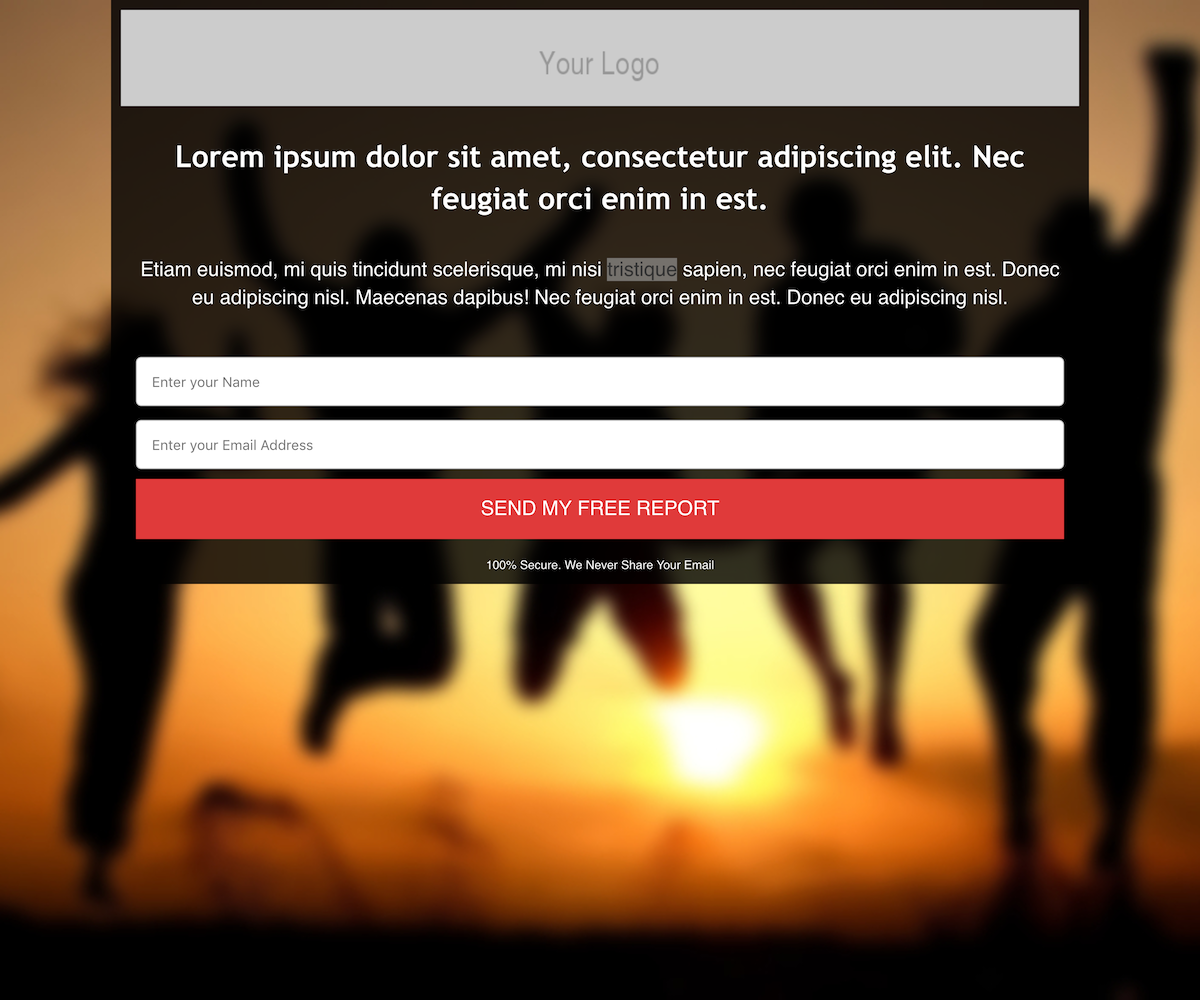 Your Logo
Lorem ipsum dolor sit amet, consectetur adipiscing elit. Nec
feugiat orci enim in est.
Etiam euismod, mi quis tincidunt scelerisque, mi nisi tristique sapien, nec feugiat orci enim in est. Donec
eu adipiscing nisl. Maecenas dapibus! Nec feugiat orci enim in est. Donec eu adipiscing nisl.
Enter your Name
Enter your Email Address
SEND MY FREE REPORT
100% Secure. We Never Share Your Email